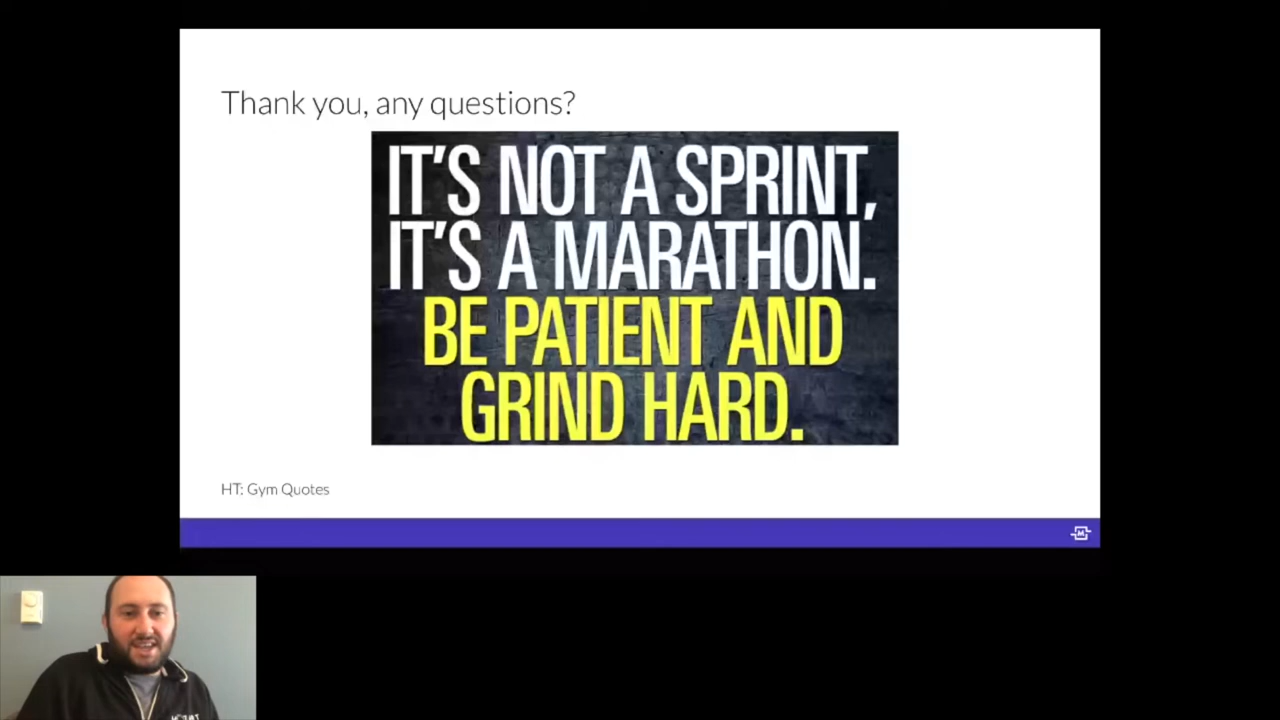 Thank you, any questions?
IT'S NOT A SPRINT,
IT'S A MARATHON.
BE PATIENT AND
GRIND HARD.
HT: Gym Quotes
M